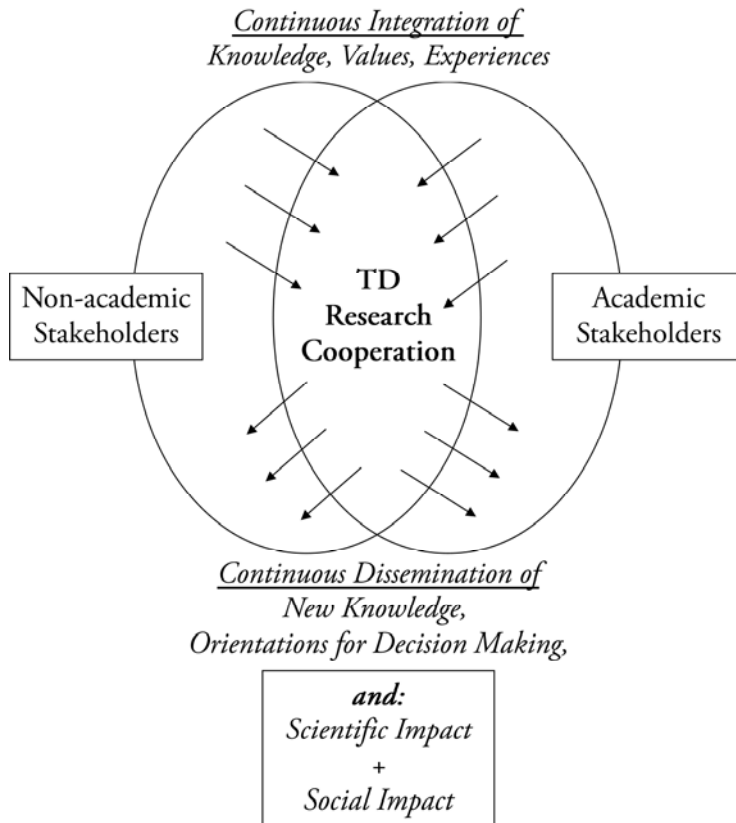 Continuous Integration of
Knowledge, Values, Experiences
Non-academic
Stakeholders
TD
Research
Cooperation
Academic
Stakeholders
Continuous Dissemination of
New Knowledge,
Orientations for Decision Making,
and:
Scientific Impact
+
Social Impact